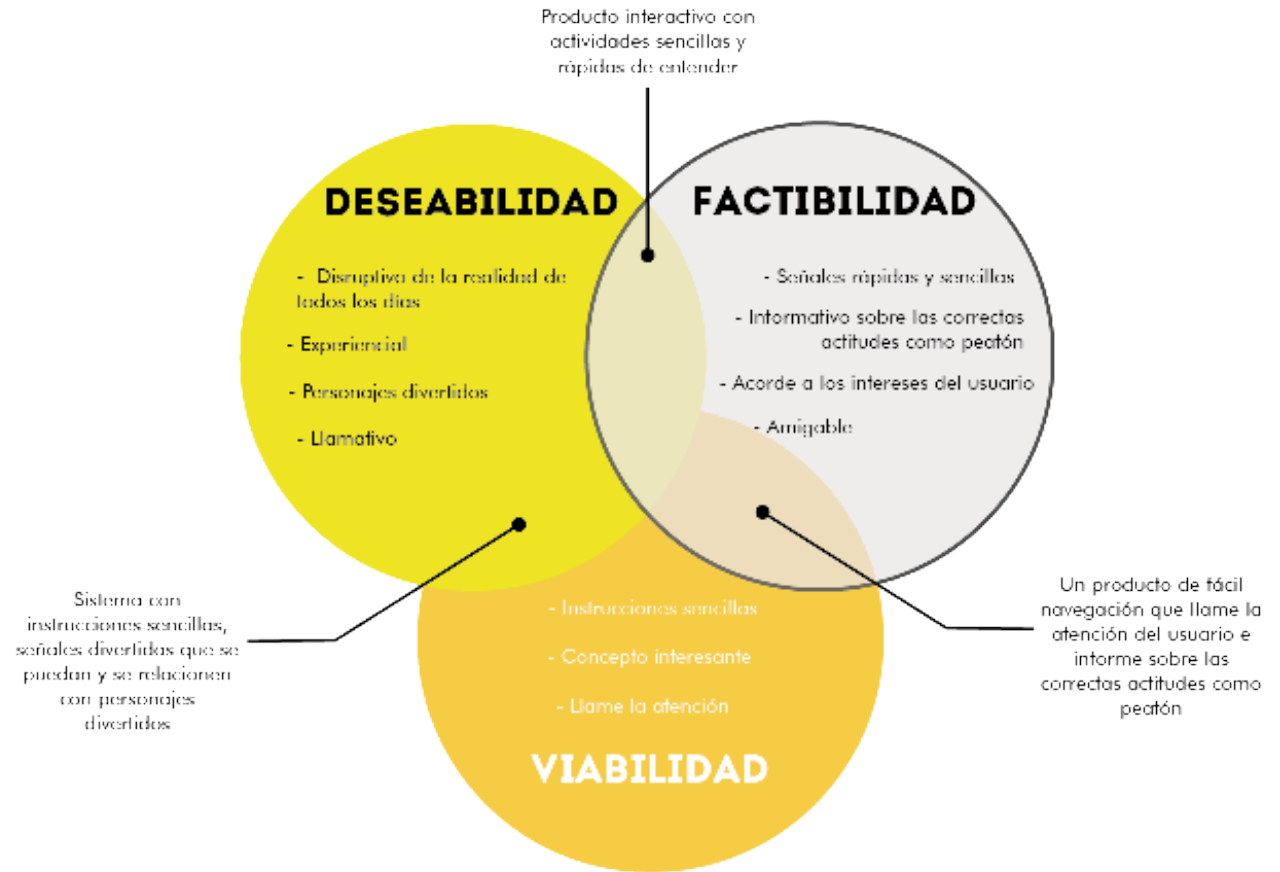 Producto interactivo con
actividades sencillas y
rápidas de entender
DESEABILIDAD
- Disruptiva de la realidad de
todos los días
- Experiencial
- Personajes divertidos
- Llamativo
FACTIBILIDAD
- Señales rápidas y sencillas
- Informativo sobre las correctas
actitudes como peatón
- Acorde a los intereses del usuario
- Amigable
Sistema con
instrucciones sencillas,
señales divertidas que se
puedan y se relacionen
con personajes
divertidos
- Instrucciones sencillas
- Concepto interesante
- Llame la atención
VIABILIDAD
Un producto de fácil
navegación que llame la
atención del usuario e
informe sobre las
correctas actitudes como
peatón